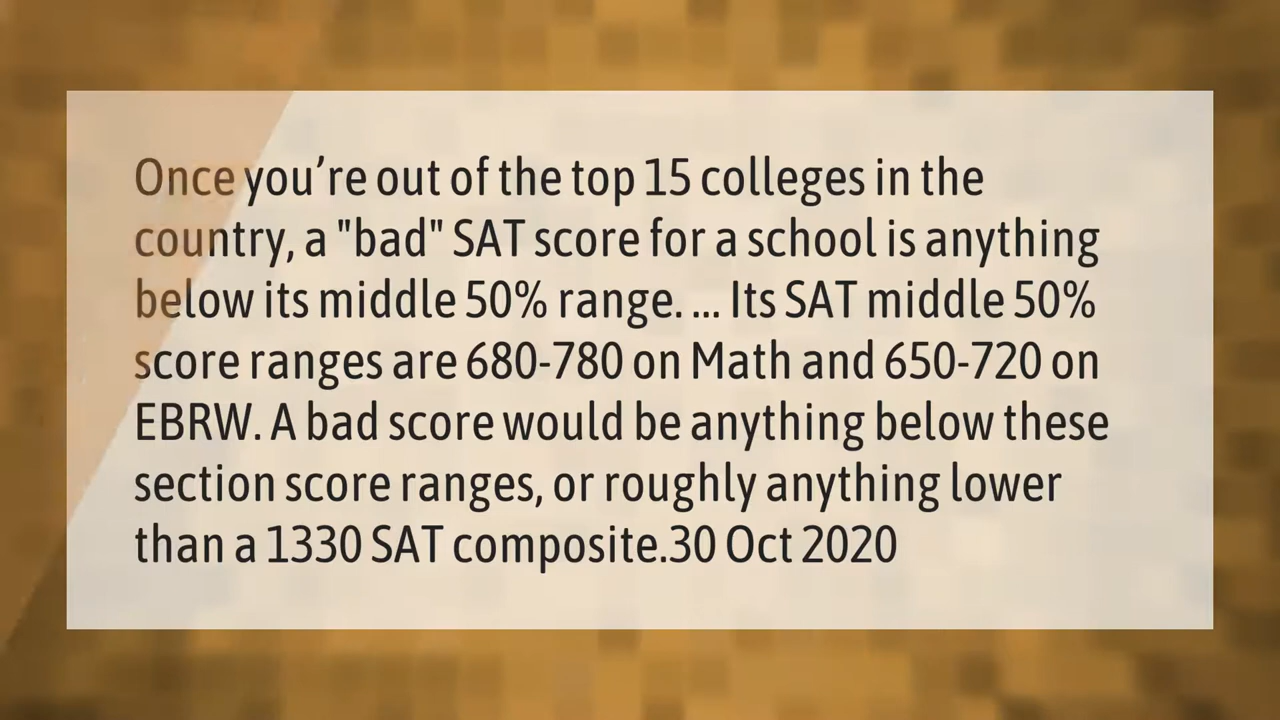 Once you’re out of the top 15 colleges in the
country, a "bad" SAT score for a school is anything
below its middle 50% range. ... Its SAT middle 50%
score ranges are 680-780 on Math and 650-720 on
EBRW. A bad score would be anything below these
section score ranges, or roughly anything lower
than a 1330 SAT composite.30 Oct 2020